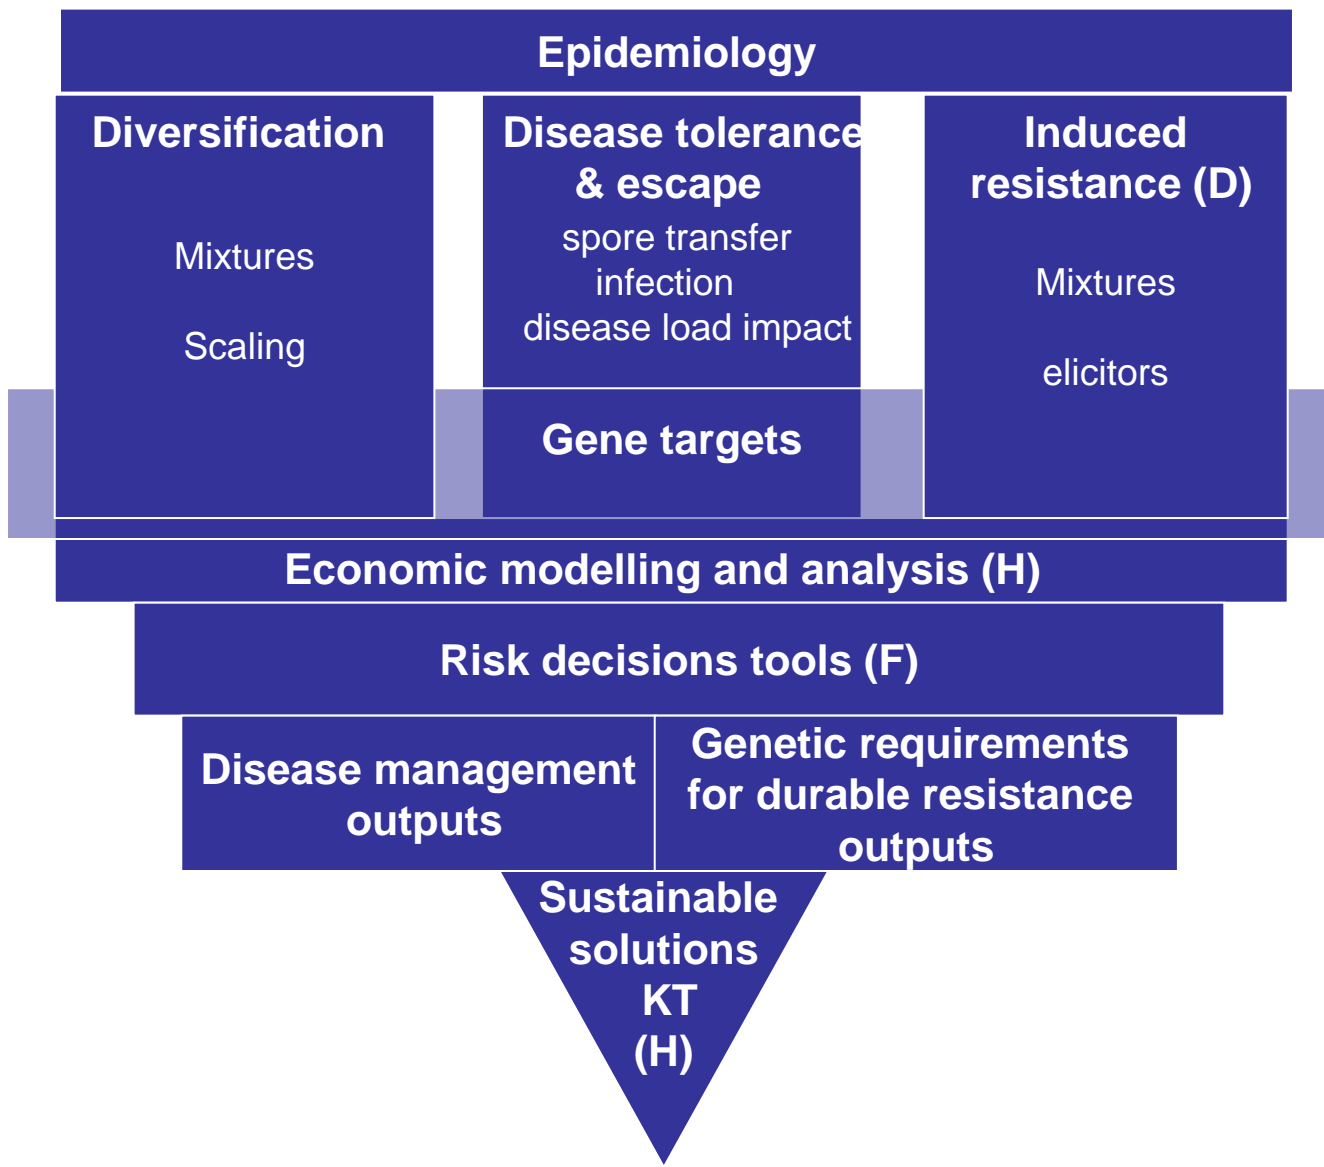 Epidemiology
Diversification
Mixtures
Scaling
Disease tolerance
& escape
spore transfer
infection
disease load impact
Gene targets
Induced
resistance (D)
Mixtures
elicitors
Economic modelling and analysis (H)
Risk decisions tools (F)
Disease management
outputs
Genetic requirements
for durable resistance
outputs
Sustainable
solutions
KT
(H)